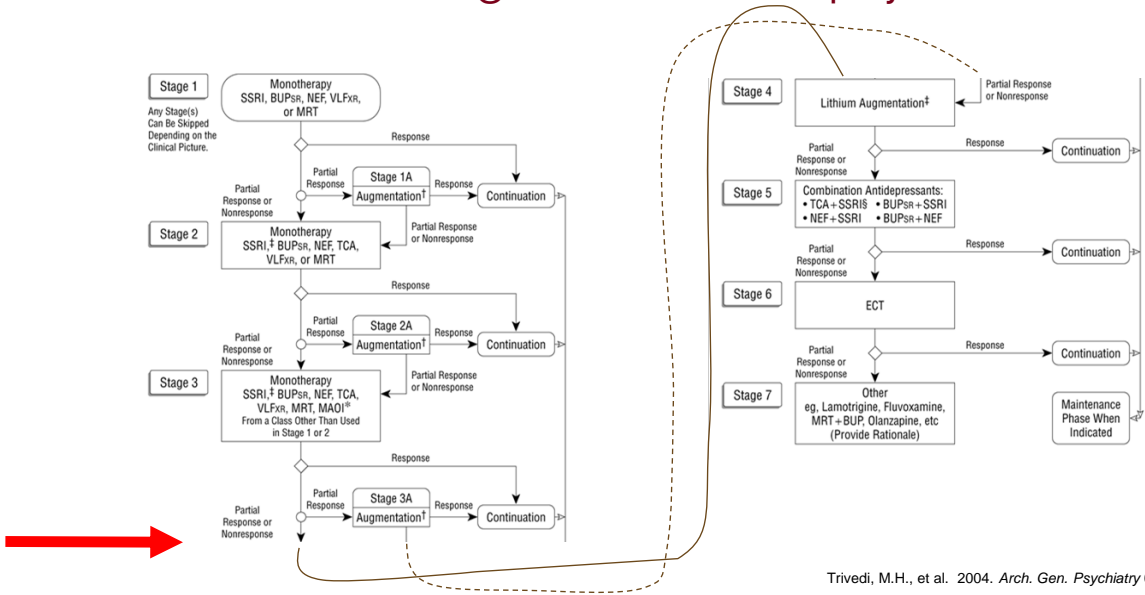 Stage 1
Monotherapy
SSRI, BUPSR, NEF, VLFXR,
or MRT
Any Stage(s)
Can Be Skipped
Depending on the
Clinical Picture.
Response
Partial
Response
Stage 1A
Augmentation†
Response
Continuation
Partial
Response or
Nonresponse
Partial Response
or Nonresponse
Stage 2
Monotherapy
SSRI,‡ BUPSR, NEF, TCA,
VLFXR, or MRT
Response
Partial
Response
Stage 2A
Augmentation†
Response
Continuation
Partial
Response or
Nonresponse
Partial Response
or Nonresponse
Stage 3
Monotherapy
SSRI,‡ BUPSR, NEF, TCA,
VLFXR, MRT, MAOI*
From a Class Other Than Used
in Stage 1 or 2
Response
Partial
Response
Stage 3A
Augmentation†
Response
Continuation
Partial
Response or
Nonresponse
Partial Response
or Nonresponse
Stage 4
Lithium Augmentation‡
Response
Continuation
Partial
Response or
Nonresponse
Stage 5
Combination Antidepressants:
• TCA+SSRI§ • BUPSR+SSRI
• NEF+SSRI • BUPSR+NEF
Response
Continuation
Partial
Response or
Nonresponse
Stage 6
ECT
Response
Continuation
Partial
Response or
Nonresponse
Stage 7
Other
eg, Lamotrigine, Fluvoxamine,
MRT+BUP, Olanzapine, etc
(Provide Rationale)
Maintenance
Phase When
Indicated
Trivedi, M.H., et al. 2004. Arch. Gen. Psychiatry